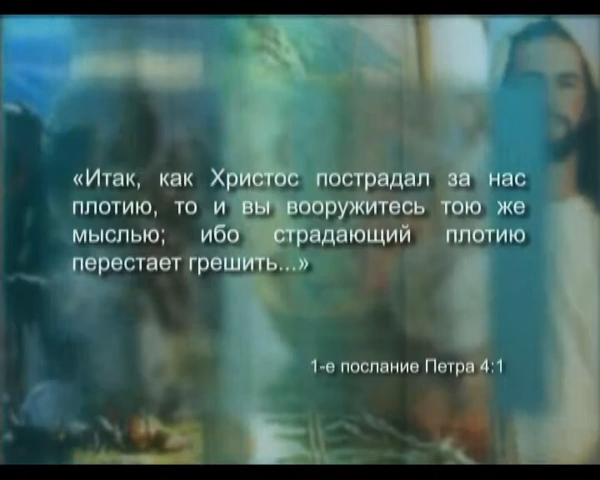 «Итак, как Христос пострадал за нас
плотию, то и вы вооружитесь тою же
мыслью; ибо страдающий плотию
перестает грешить...»
1-е послание Петра 4:1